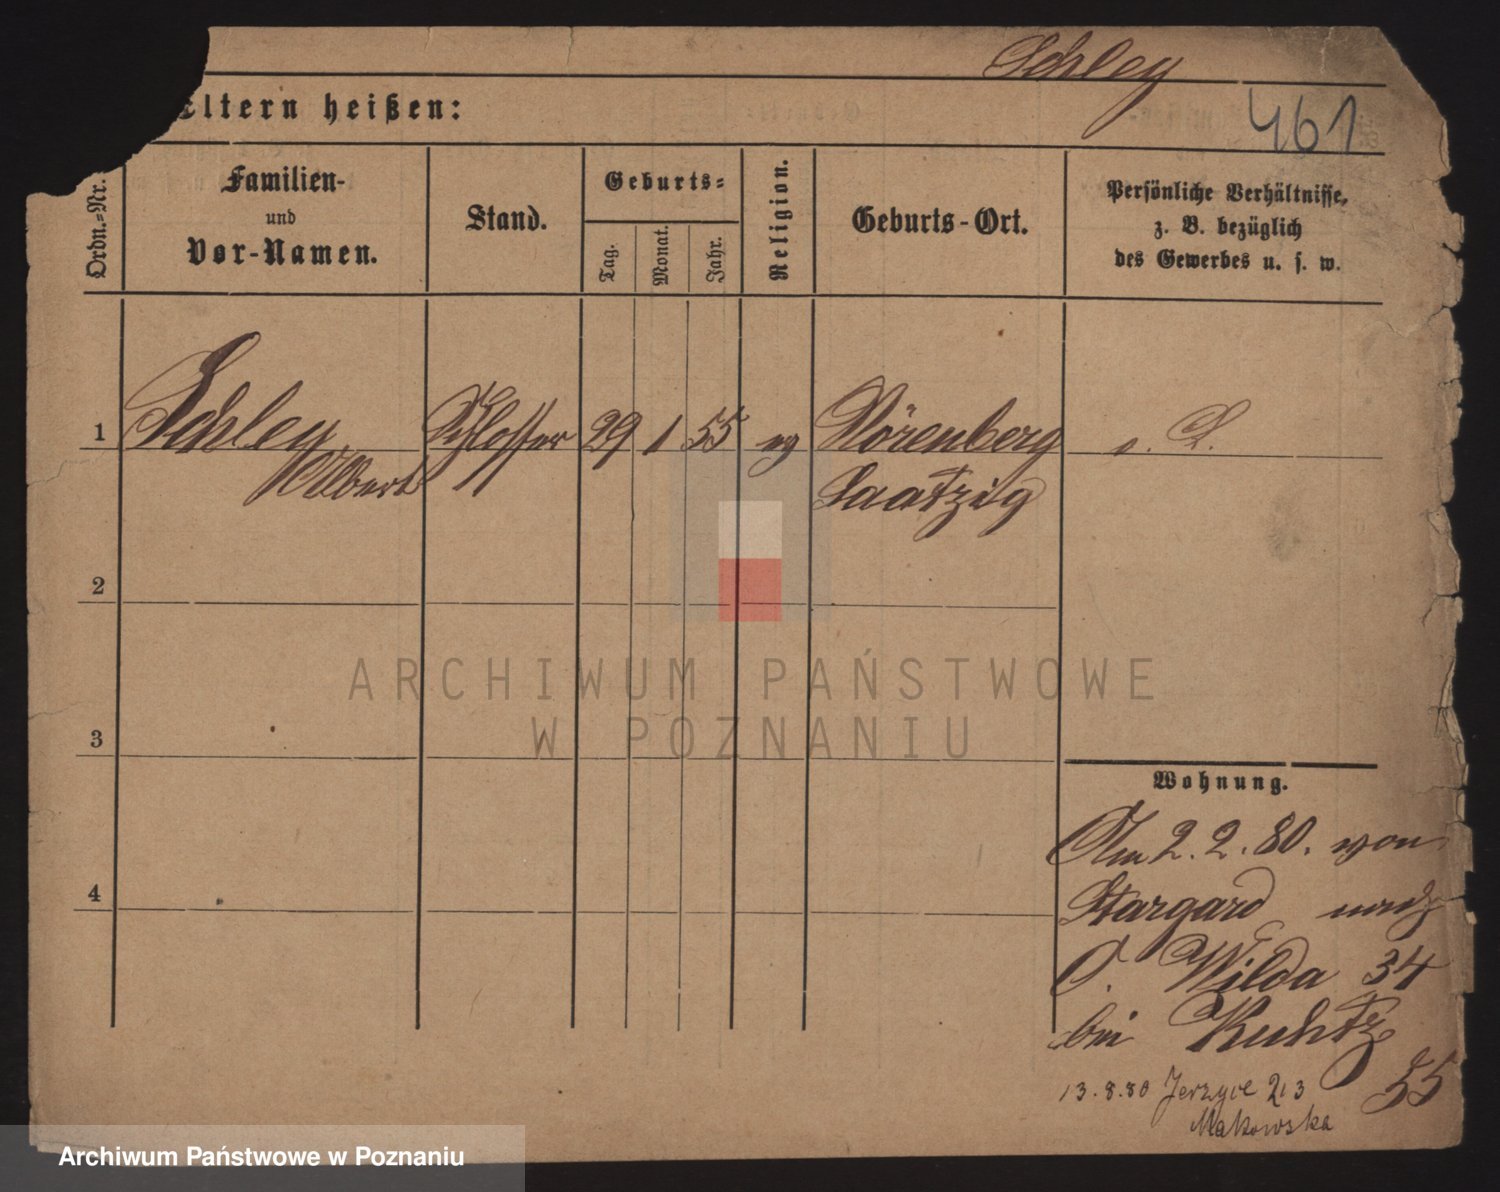 Schley
461
Eltern heißen:
Ordn.-Nr.
Familien-
und
Vor-Namen.
Stand.
Geburts-
Tag.
Monat.
Jahr.
Religion.
Geburts-Ort.
Persönliche Verhältnisse,
z. B. bezüglich
des Gewerbes u. s. w.
1 Schley Schlosser 29 1 55 eg Nörenberg
Albert Saatzig
2
3
4
Wohnung.
Am 2.2.80. von
Stargard nach
O. Wilda 34
bei Kuhtz
55
13.8.80 Jerzyce 213
Makowska
ARCHIWUM PAŃSTWOWE
W POZNANIU
Archiwum Państwowe w Poznaniu